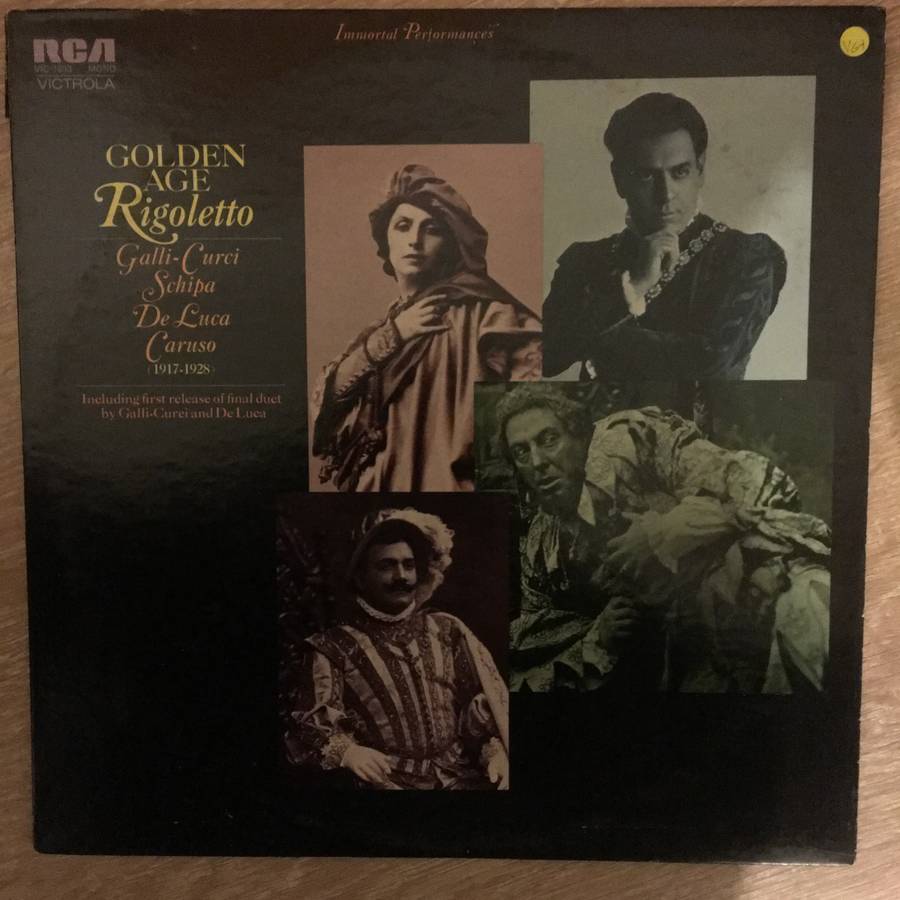 Immortal Performances
RCA
VIC-1633 MONO
VICTROLA
GOLDEN
AGE
Rigoletto
Galli-Curci
Schipa
De Luca
Caruso
(1917-1928)
Including first release of final duet
by Galli-Curci and De Luca